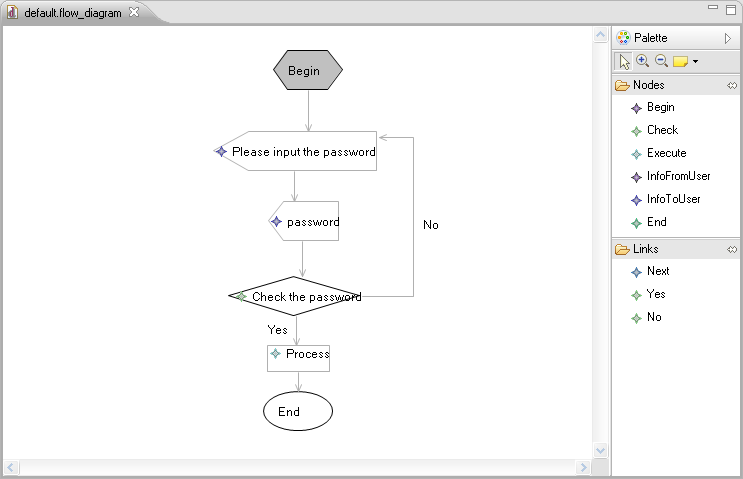 default.flow_diagram
Palette
Begin
Please input the password
password
No
Check the password
Yes
Process
End
Nodes
Begin
Check
Execute
InfoFromUser
InfoToUser
End
Links
Next
Yes
No